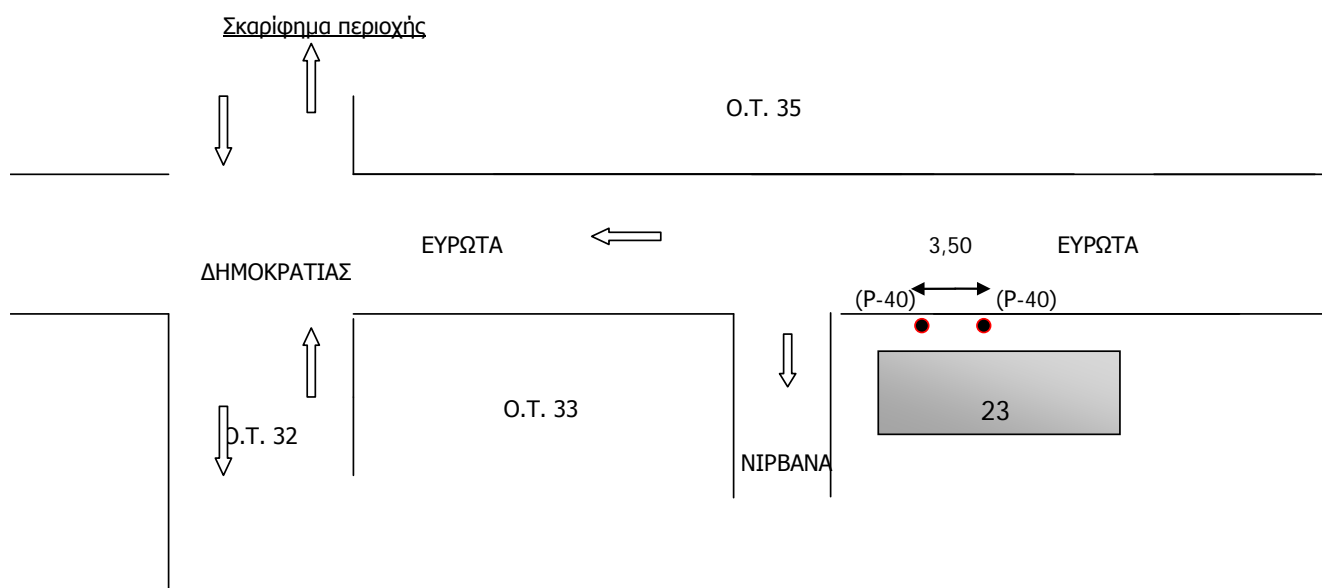 Σκαρίφημα περιοχής
Ο.Τ. 35
ΕΥΡΩΤΑ
3,50
ΕΥΡΩΤΑ
ΔΗΜΟΚΡΑΤΙΑΣ
(Ρ-40)
(Ρ-40)
Ο.Τ. 33
23
Ο.Τ. 32
ΝΙΡΒΑΝΑ